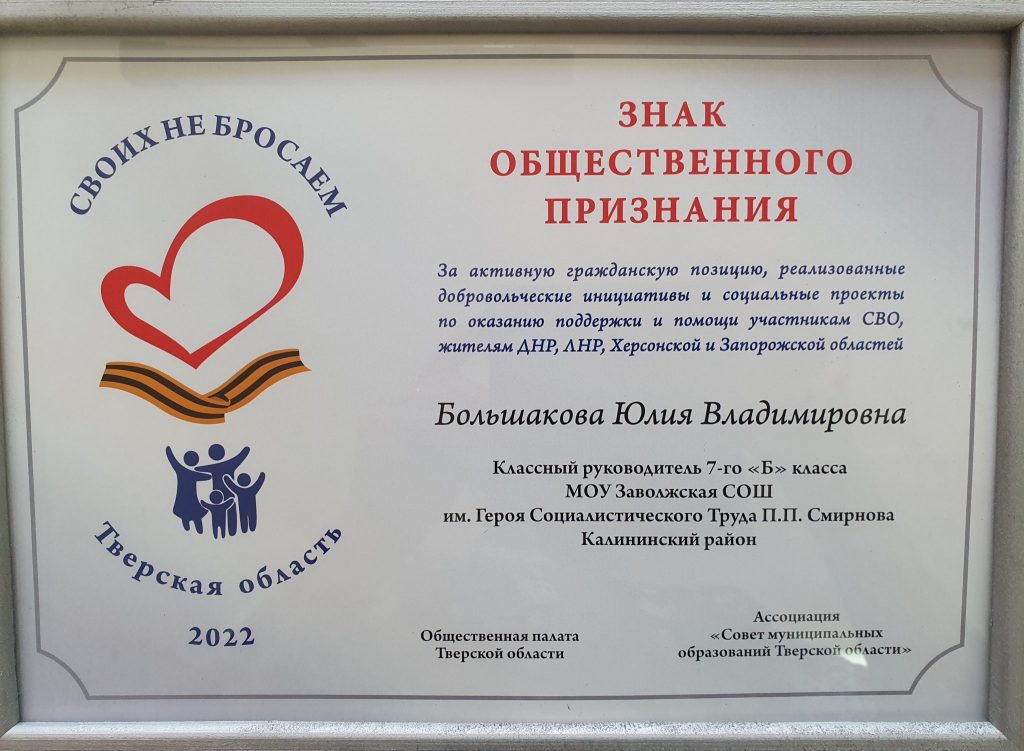 СВОИХ НЕ БРОСАЕМ
Тверская область
2022
ЗНАК
ОБЩЕСТВЕННОГО
ПРИЗНАНИЯ
За активную гражданскую позицию, реализованные
добровольческие инициативы и социальные проекты
по оказанию поддержки и помощи участникам СВО,
жителям ДНР, ЛНР, Херсонской и Запорожской областей
Большакова Юлия Владимировна
Классный руководитель 7-го «Б» класса
МОУ Заволжская СОШ
им. Героя Социалистического Труда П.П. Смирнова
Калининский район
Общественная палата
Тверской области
Ассоциация
«Совет муниципальных
образований Тверской области»